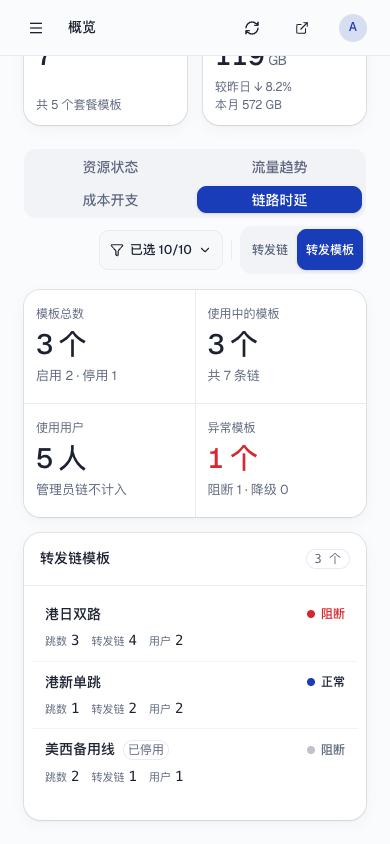 概览
A
7
119 GB
共 5 个套餐模板
较昨日 ↓ 8.2%
本月 572 GB
资源状态
流量趋势
成本开支
链路时延
已选 10/10
转发链
转发模板
模板总数
3 个
启用 2 · 停用 1
使用中的模板
3 个
共 7 条链
使用用户
5 人
管理员链不计入
异常模板
1 个
阻断 1 · 降级 0
转发链模板
3 个
港日双路
阻断
跳数 3 转发链 4 用户 2
港新单跳
正常
跳数 1 转发链 2 用户 2
美西备用线 已停用
阻断
跳数 2 转发链 1 用户 1